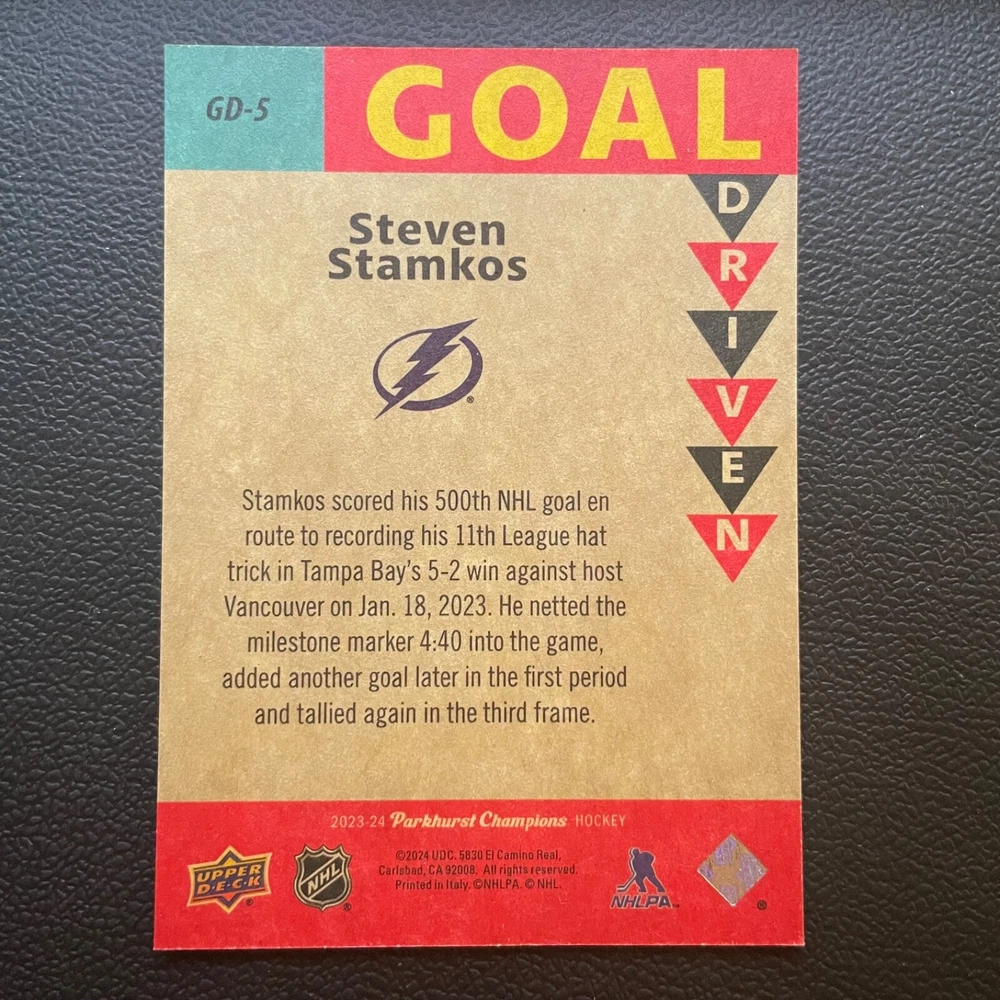 GD-5
GOAL
DRIVEN
Steven
Stamkos
®
Stamkos scored his 500th NHL goal en
route to recording his 11th League hat
trick in Tampa Bay's 5-2 win against host
Vancouver on Jan. 18, 2023. He netted the
milestone marker 4:40 into the game,
added another goal later in the first period
and tallied again in the third frame.
2023-24 Parkhurst Champions HOCKEY
UPPER
D·E·C·K
®
NHL
®
©2024 UDC. 5830 El Camino Real,
Carlsbad, CA 92008. All rights reserved.
Printed in Italy. ©NHLPA. © NHL.
NHLPA™
®